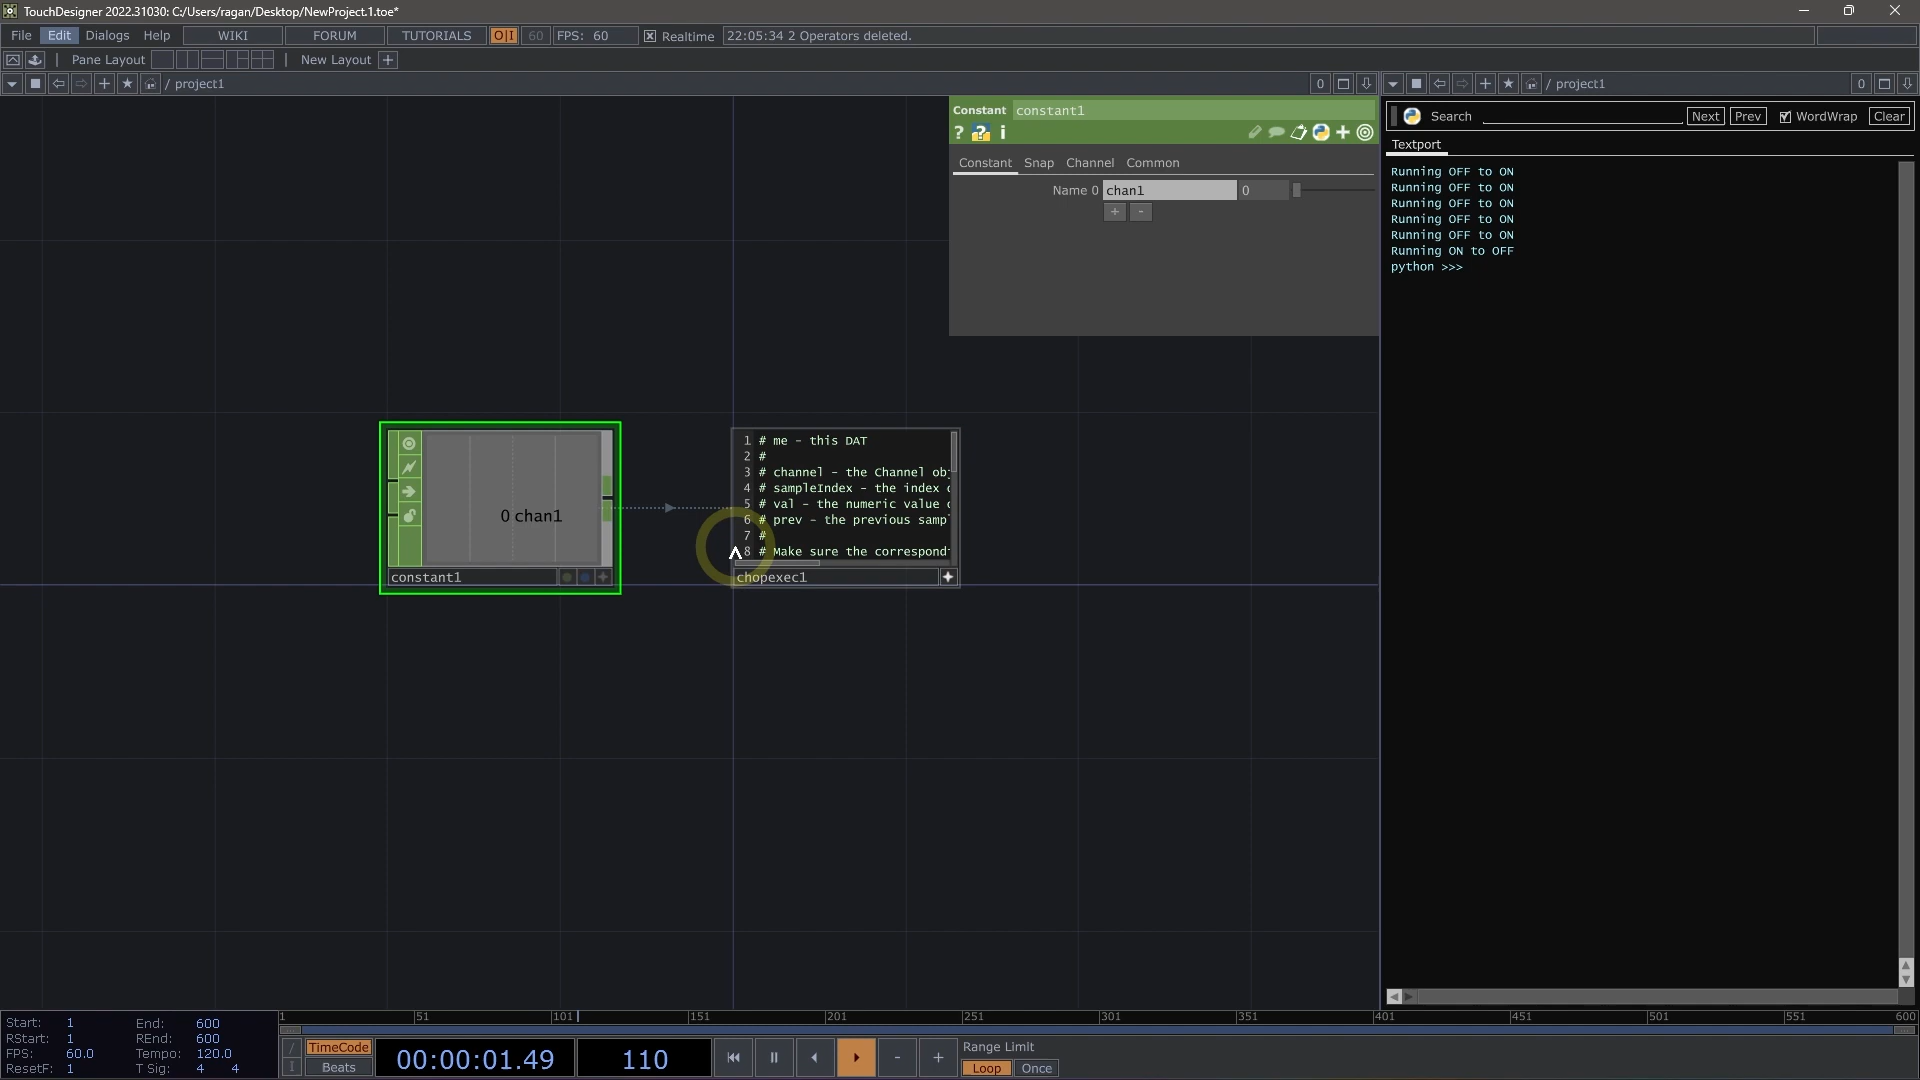 TouchDesigner 2022.31030: C:/Users/ragan/Desktop/NewProject.1.toe*
File Edit Dialogs Help WIKI FORUM TUTORIALS O|I 60 FPS: 60 Realtime 22:05:34 2 Operators deleted.
Pane Layout New Layout +
/ project1 0
/ project1 0
Constant constant1
? ? i
Constant Snap Channel Common
Name 0 chan1 0
+ -
Search Next Prev WordWrap Clear
Textport
Running OFF to ON
Running OFF to ON
Running OFF to ON
Running OFF to ON
Running OFF to ON
Running ON to OFF
python >>>
0 chan1
constant1
1 # me - this DAT
2 #
3 # channel - the Channel ob
4 # sampleIndex - the index
5 # val - the numeric value
6 # prev - the previous samp
7 #
8 # Make sure the correspond
chopexec1
1 51 101 151 201 251 301 351 401 451 501 551 600
Start: 1 End: 600
RStart: 1 REnd: 600
FPS: 60.0 Tempo: 120.0
ResetF: 1 T Sig: 4 4
/ I
TimeCode
Beats
00:00:01.49 110
- +
Range Limit
Loop Once